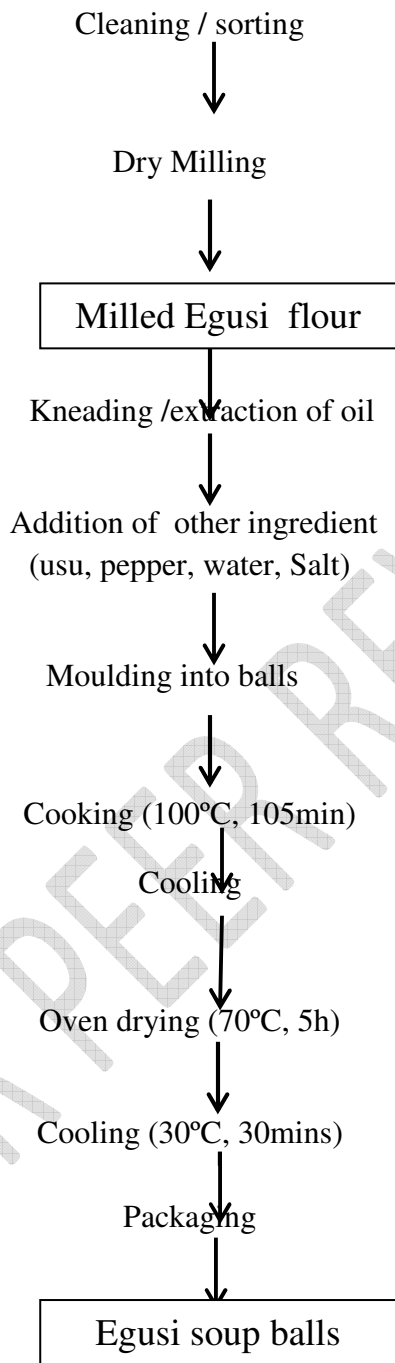 Cleaning / sorting
Dry Milling
Milled Egusi flour
Kneading /extraction of oil
Addition of other ingredient
(usu, pepper, water, Salt)
Moulding into balls
Cooking (100ºC, 105min)
Cooling
Oven drying (70ºC, 5h)
Cooling (30ºC, 30mins)
Packaging
Egusi soup balls
PEER